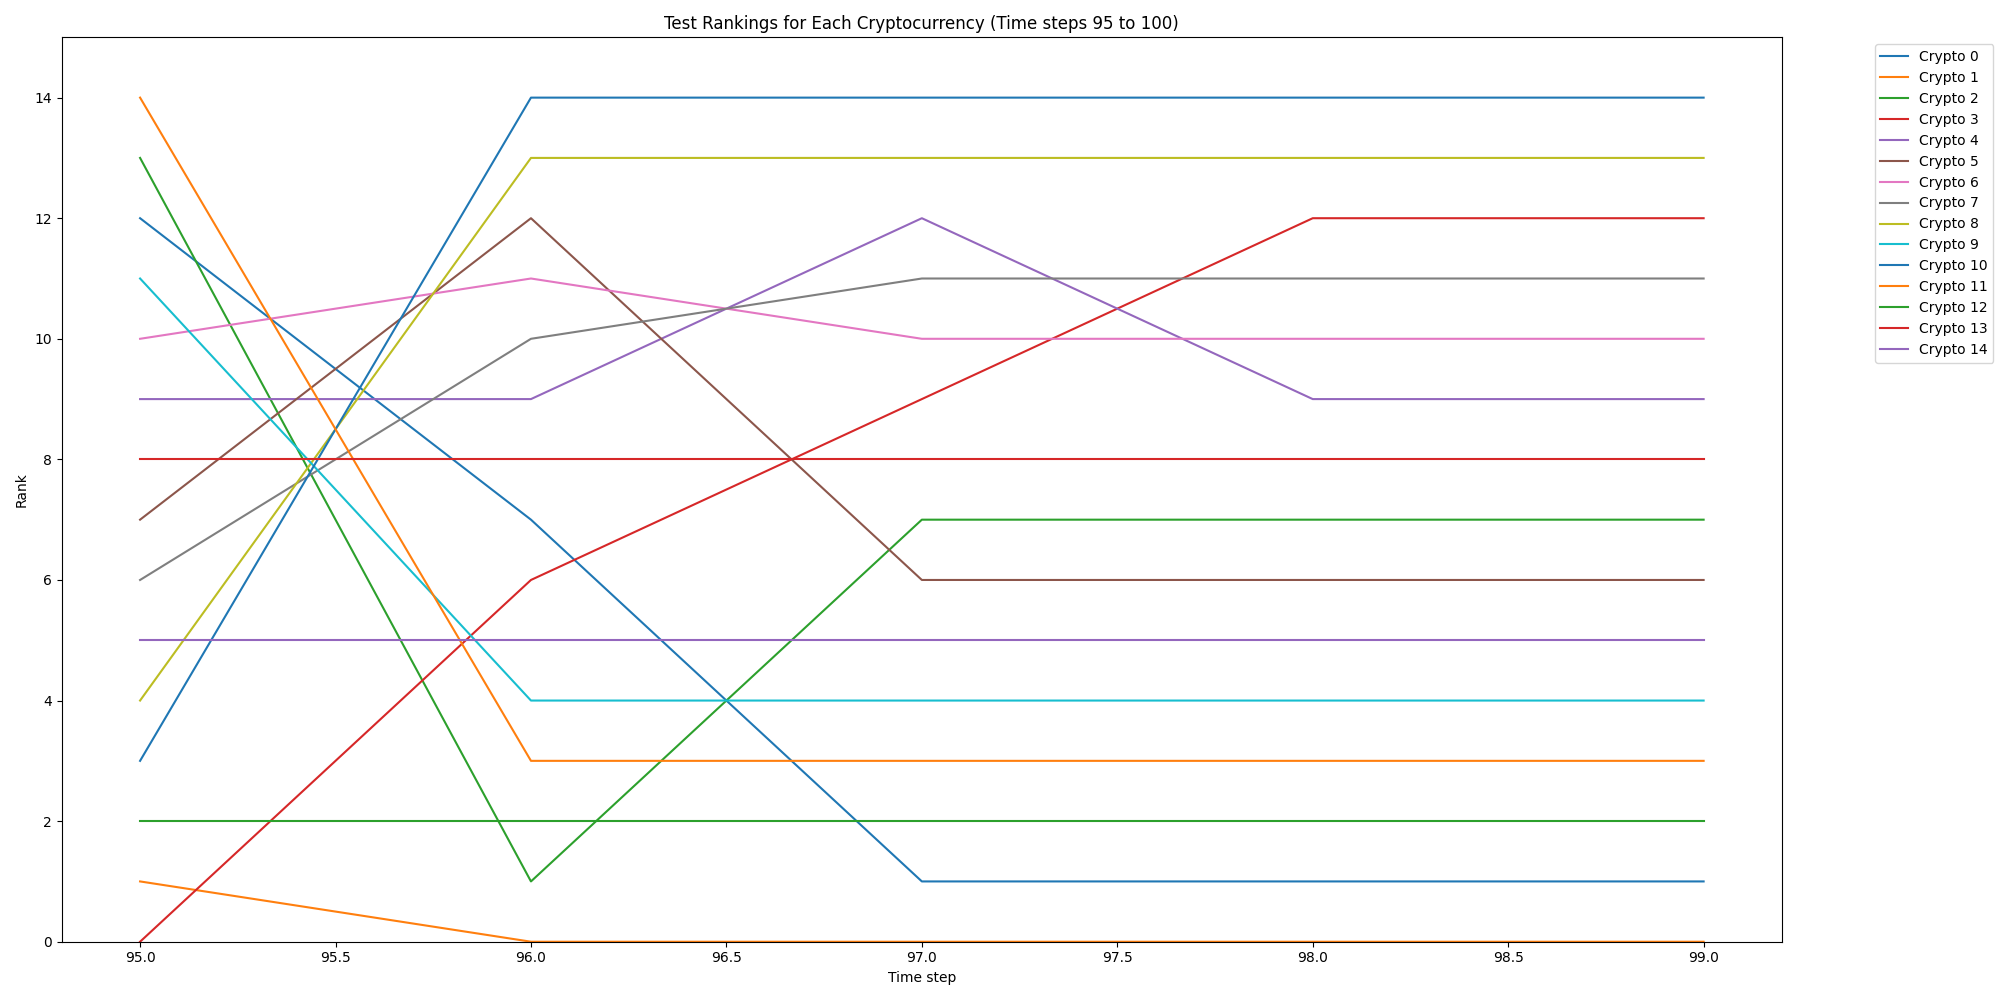 Test Rankings for Each Cryptocurrency (Time steps 95 to 100)
14
12
10
8
6
4
2
0
Rank
95.0 95.5 96.0 96.5 97.0 97.5 98.0 98.5 99.0
Time step
Crypto 0
Crypto 1
Crypto 2
Crypto 3
Crypto 4
Crypto 5
Crypto 6
Crypto 7
Crypto 8
Crypto 9
Crypto 10
Crypto 11
Crypto 12
Crypto 13
Crypto 14